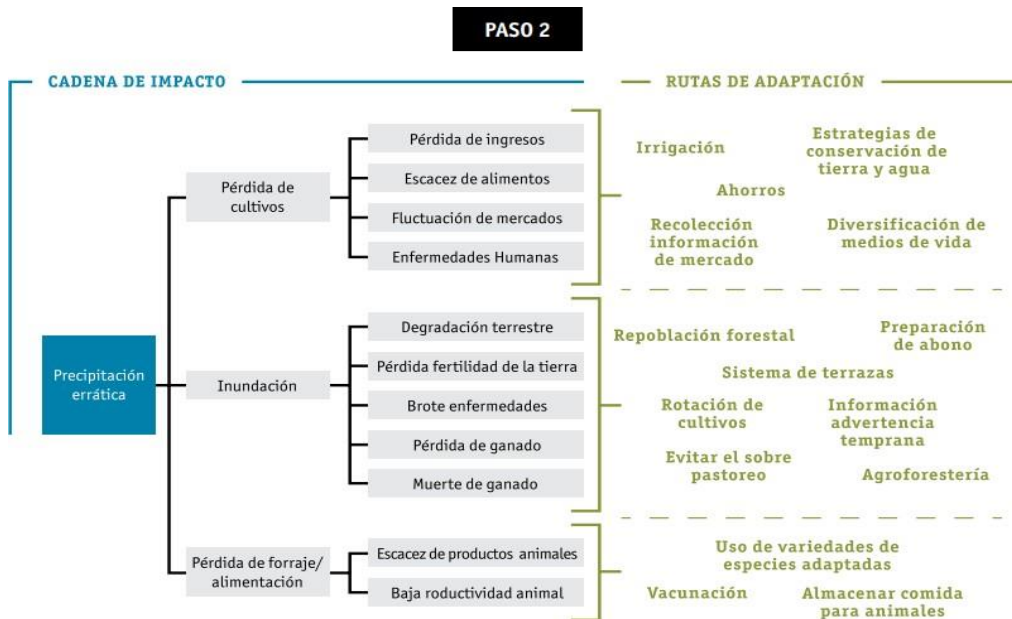 PASO 2
CADENA DE IMPACTO
RUTAS DE ADAPTACIÓN
Precipitación
errática
Pérdida de
cultivos
Pérdida de ingresos
Escacez de alimentos
Fluctuación de mercados
Enfermedades Humanas
Irrigación
Estrategias de
conservación de
tierra y agua
Ahorros
Recolección
información
de mercado
Diversificación de
medios de vida
Inundación
Degradación terrestre
Pérdida fertilidad de la tierra
Brote enfermedades
Pérdida de ganado
Muerte de ganado
Repoblación forestal
Preparación
de abono
Sistema de terrazas
Rotación de
cultivos
Información
advertencia
temprana
Evitar el sobre
pastoreo
Agroforestería
Pérdida de forraje/
alimentación
Escacez de productos animales
Baja roductividad animal
Uso de variedades de
especies adaptadas
Vacunación
Almacenar comida
para animales